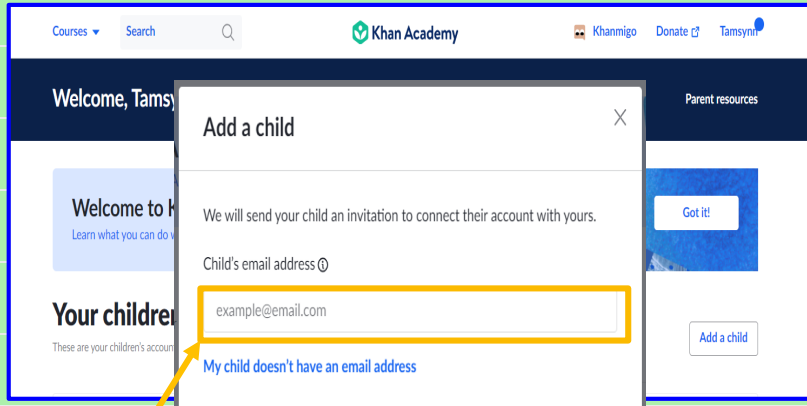 Courses Search Khan Academy Khanmigo Donate Tamsynn
Welcome, Tamsy Parent resources
Add a child X
Welcome to K Got it!
Learn what you can do
We will send your child an invitation to connect their account with yours.
Child's email address
example@email.com
Your childre
These are your children's accoun
Add a child
My child doesn't have an email address